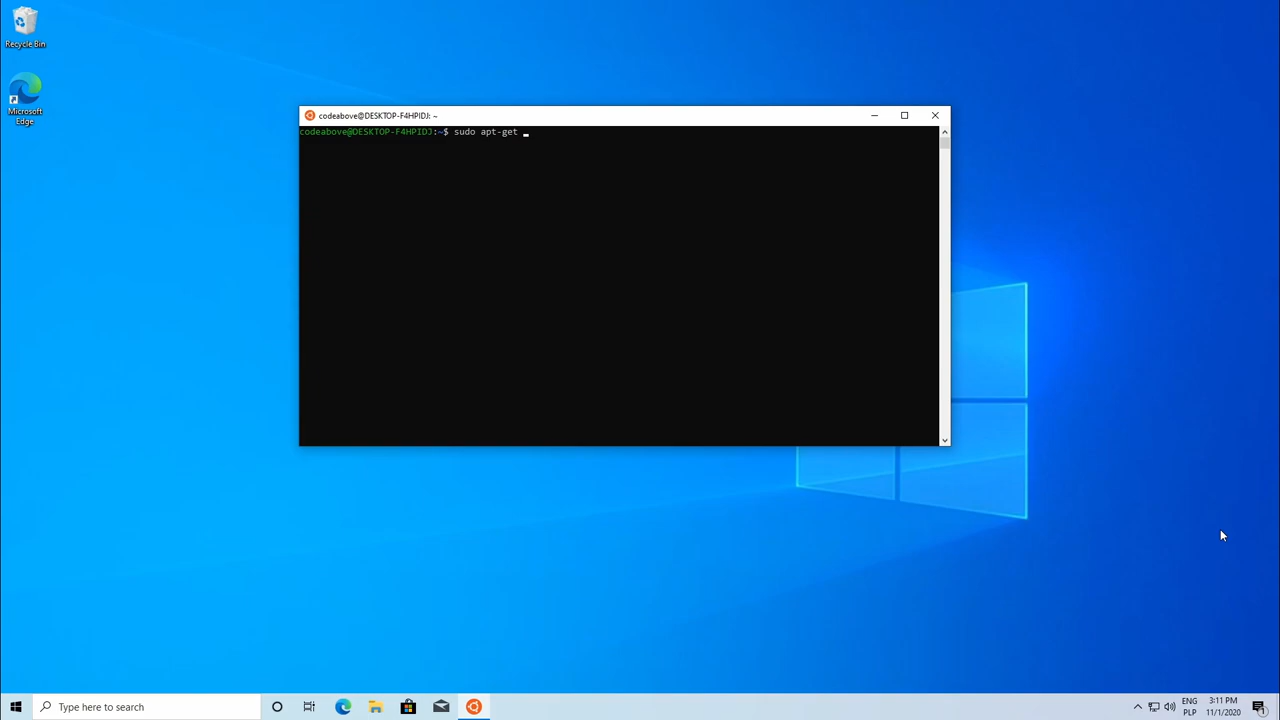 Recycle Bin
Microsoft
Edge
codeabove@DESKTOP-F4HPIDJ: ~
codeabove@DESKTOP-F4HPIDJ:~$ sudo apt-get _
Type here to search
ENG
PLP
3:11 PM
11/1/2020
1